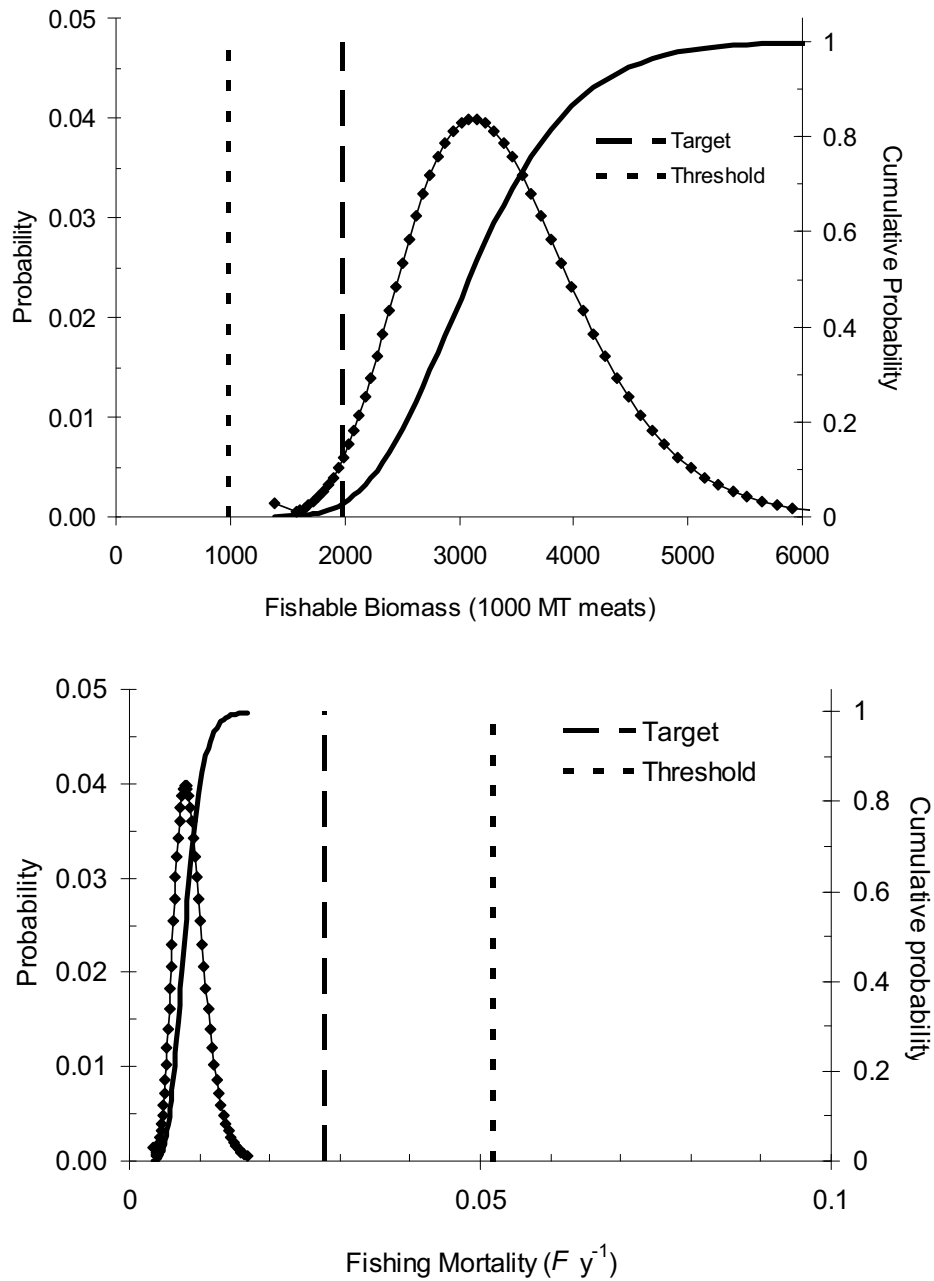 0.05
0.04
0.03
0.02
0.01
0.00
Probability
0 1000 2000 3000 4000 5000 6000
Fishable Biomass (1000 MT meats)
1
0.8
0.6
0.4
0.2
0
Cumulative Probability
Target
Threshold
0.05
0.04
0.03
0.02
0.01
0.00
Probability
0 0.05 0.1
Fishing Mortality (F y-1)
1
0.8
0.6
0.4
0.2
0
Cumulative probability
Target
Threshold